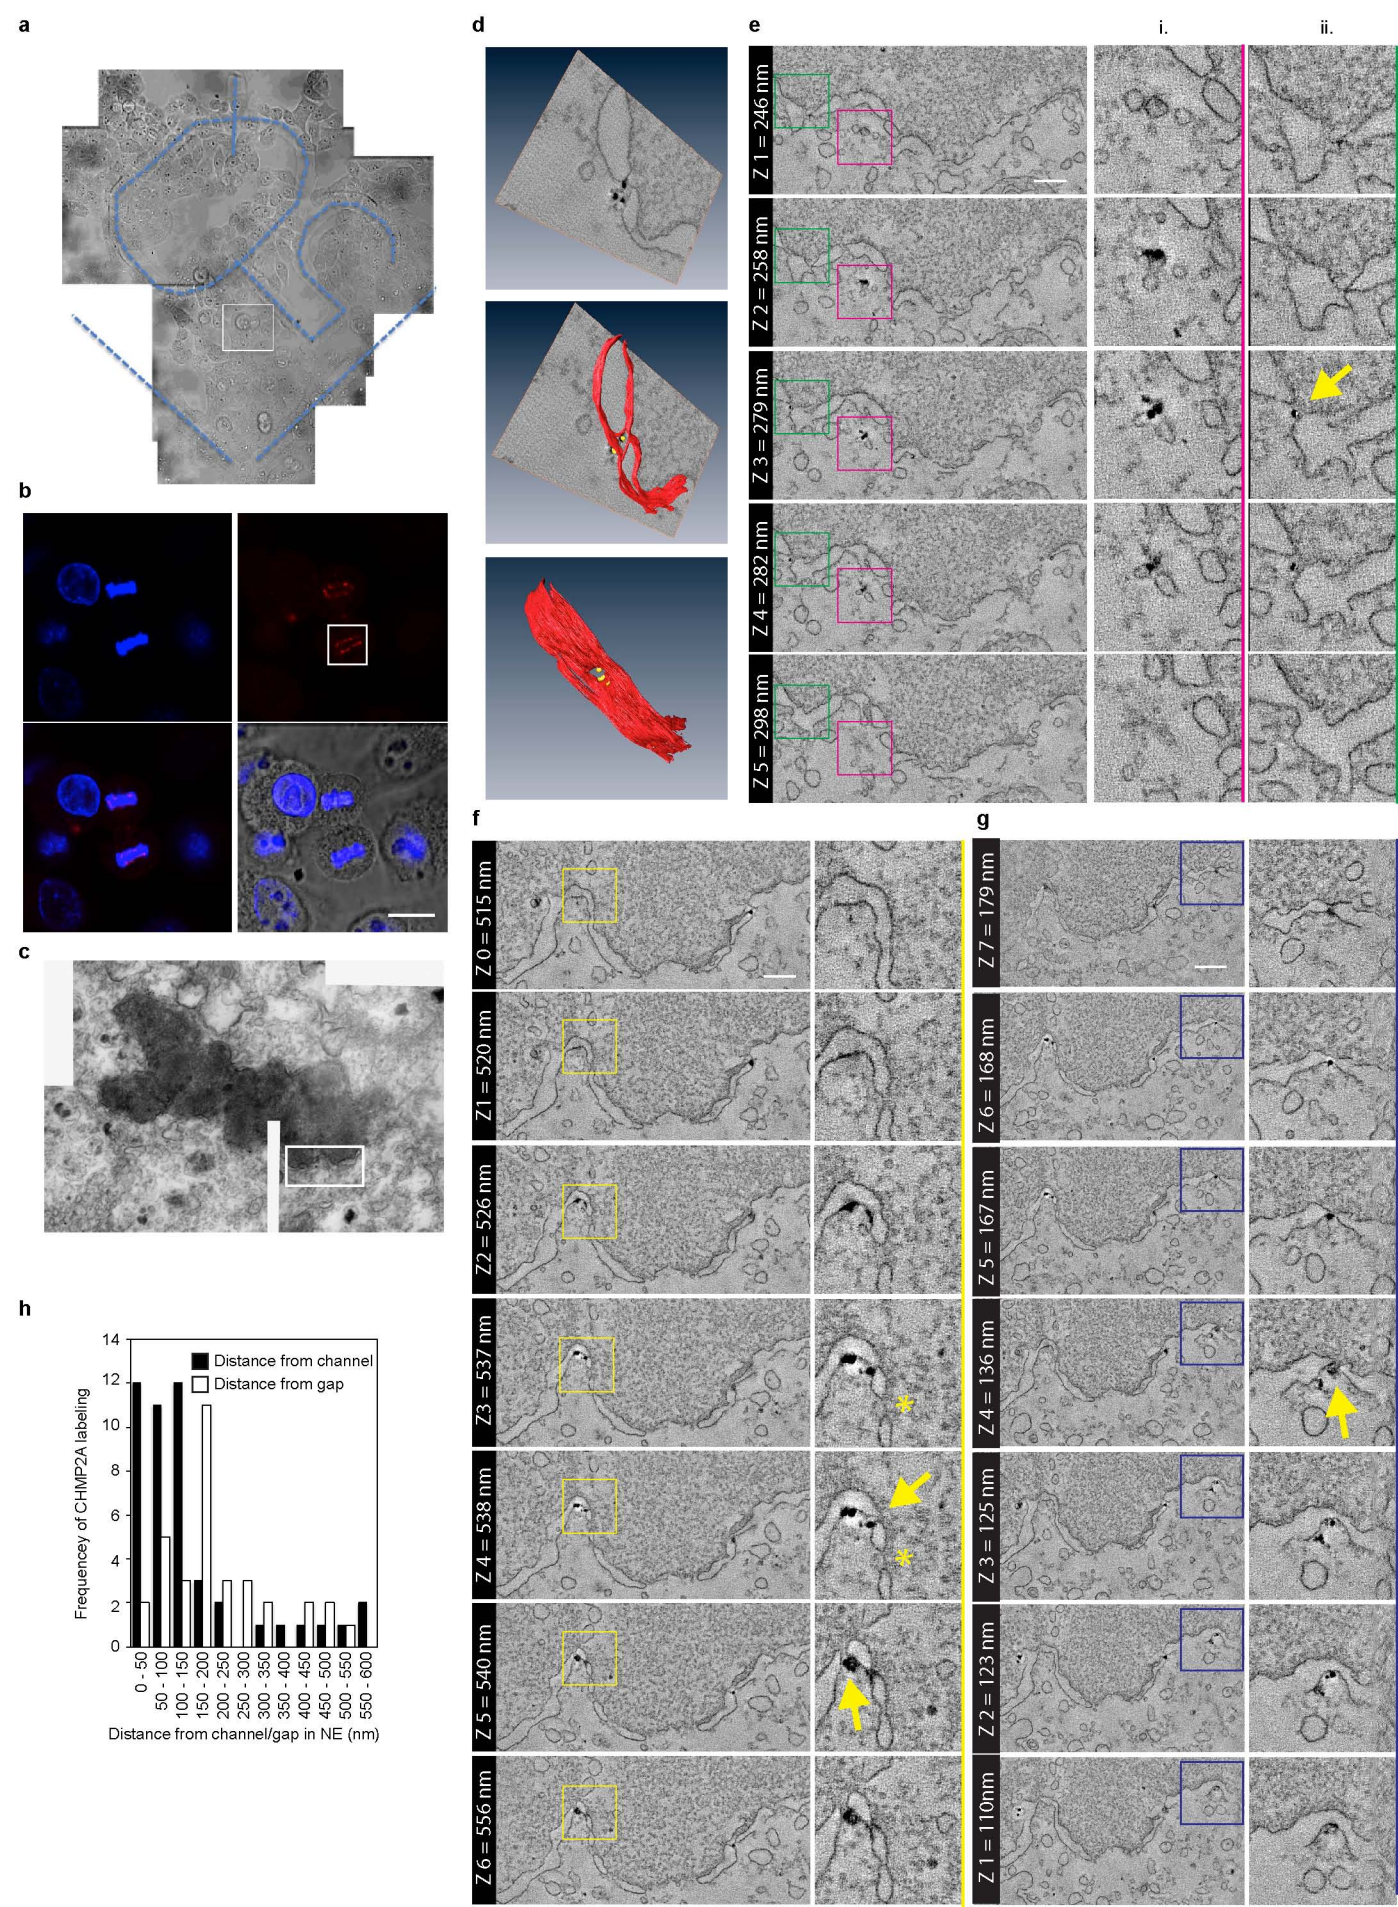 a
b
c
h
14
12
10
8
6
4
2
0
Distance from channel
Distance from gap
Frequencey of CHMP2A labeling
0 - 50
50 - 100
100 - 150
150 - 200
200 - 250
250 - 300
300 - 350
350 - 400
400 - 450
450 - 500
500 - 550
550 - 600
Distance from channel/gap in NE (nm)
d
e
i.
ii.
Z 1 = 246 nm
Z 2 = 258 nm
Z 3 = 279 nm
Z 4 = 282 nm
Z 5 = 298 nm
f
Z 0 = 515 nm
Z1 = 520 nm
Z2 = 526 nm
Z3 = 537 nm
*
Z 4 = 538 nm
*
Z 5 = 540 nm
Z 6 = 556 nm
g
Z 7 = 179 nm
Z 6 = 168 nm
Z 5 = 167 nm
Z 4 = 136 nm
Z 3 = 125 nm
Z 2 = 123 nm
Z 1 = 110nm